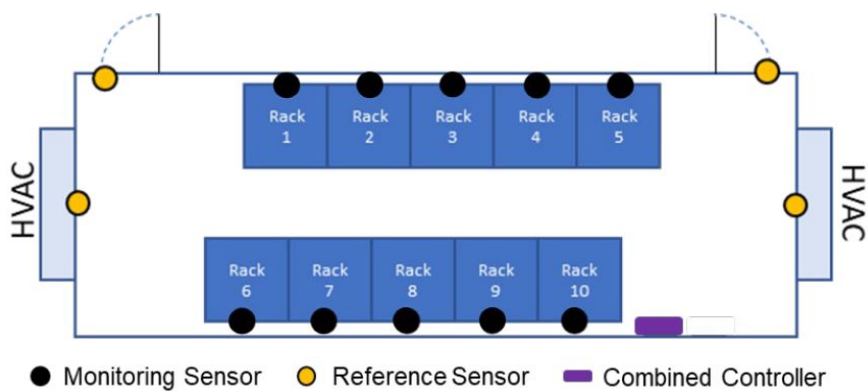 Rack
1
Rack
2
Rack
3
Rack
4
Rack
5
HVAC
HVAC
Rack
6
Rack
7
Rack
8
Rack
9
Rack
10
Monitoring Sensor
Reference Sensor
Combined Controller